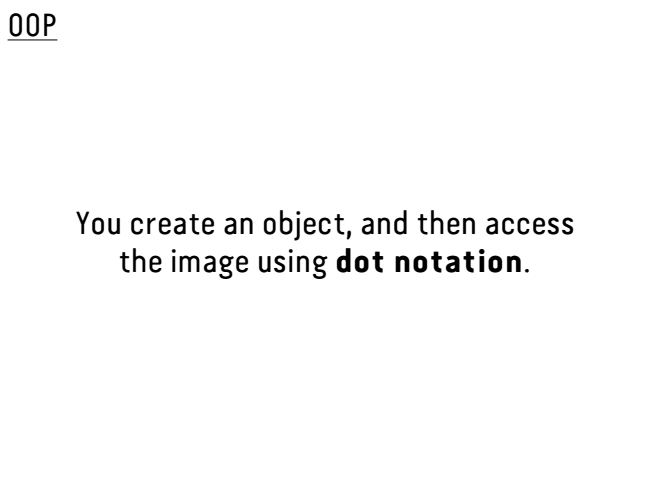 OOP
You create an object, and then access
the image using dot notation.